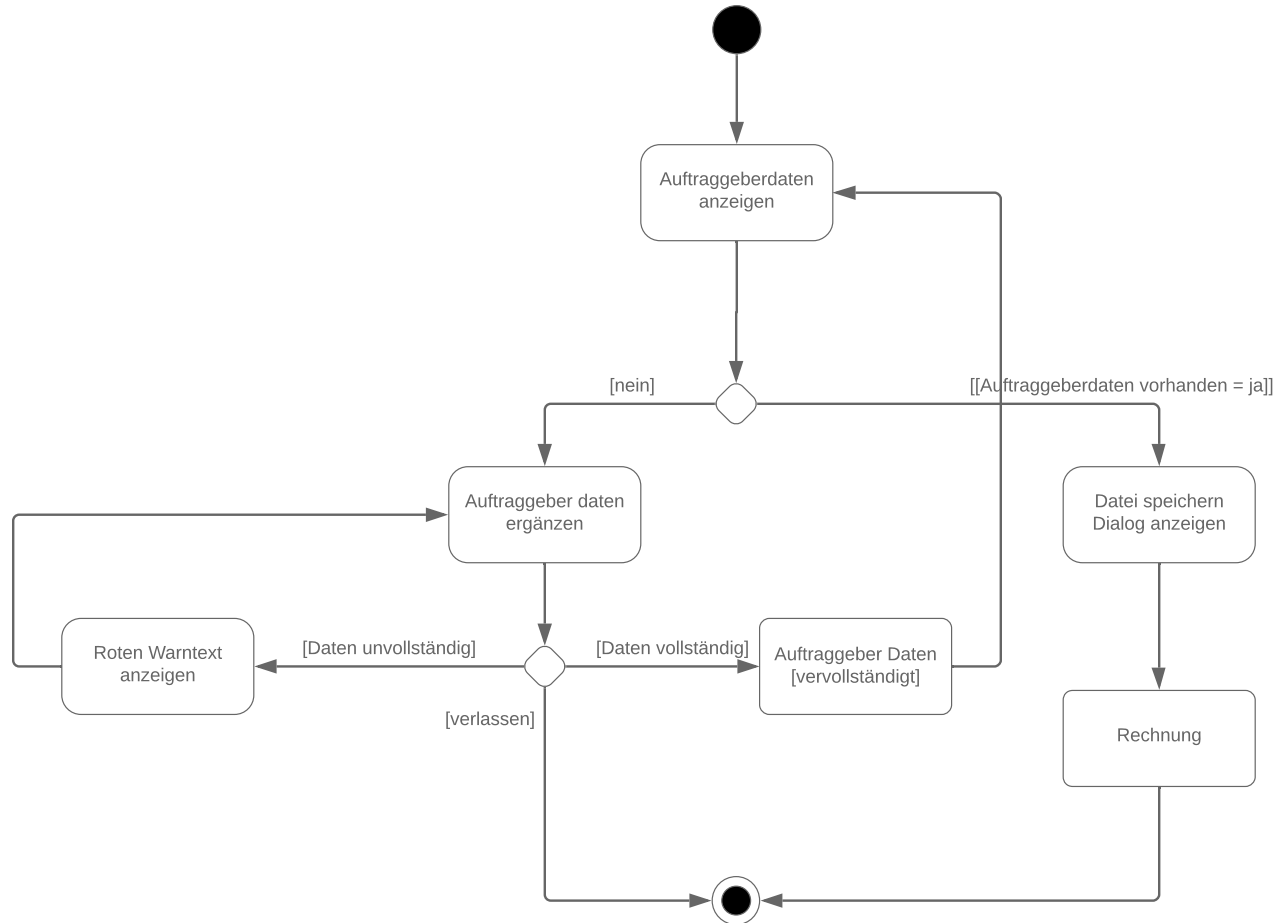 Auftraggeberdaten
anzeigen
[nein]
[[Auftraggeberdaten vorhanden = ja]]
Auftraggeber daten
ergänzen
Datei speichern
Dialog anzeigen
Roten Warntext
anzeigen
[Daten unvollständig]
[Daten vollständig]
Auftraggeber Daten
[vervollständigt]
[verlassen]
Rechnung